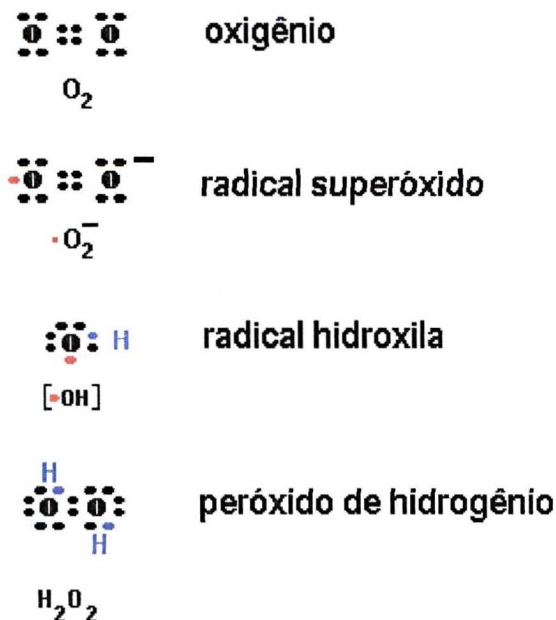 O :: O oxigênio
O₂
•O :: O⁻ radical superóxido
•O₂⁻
:O: H radical hidroxila
[•OH]
H
:O:O: peróxido de hidrogênio
H
H₂O₂